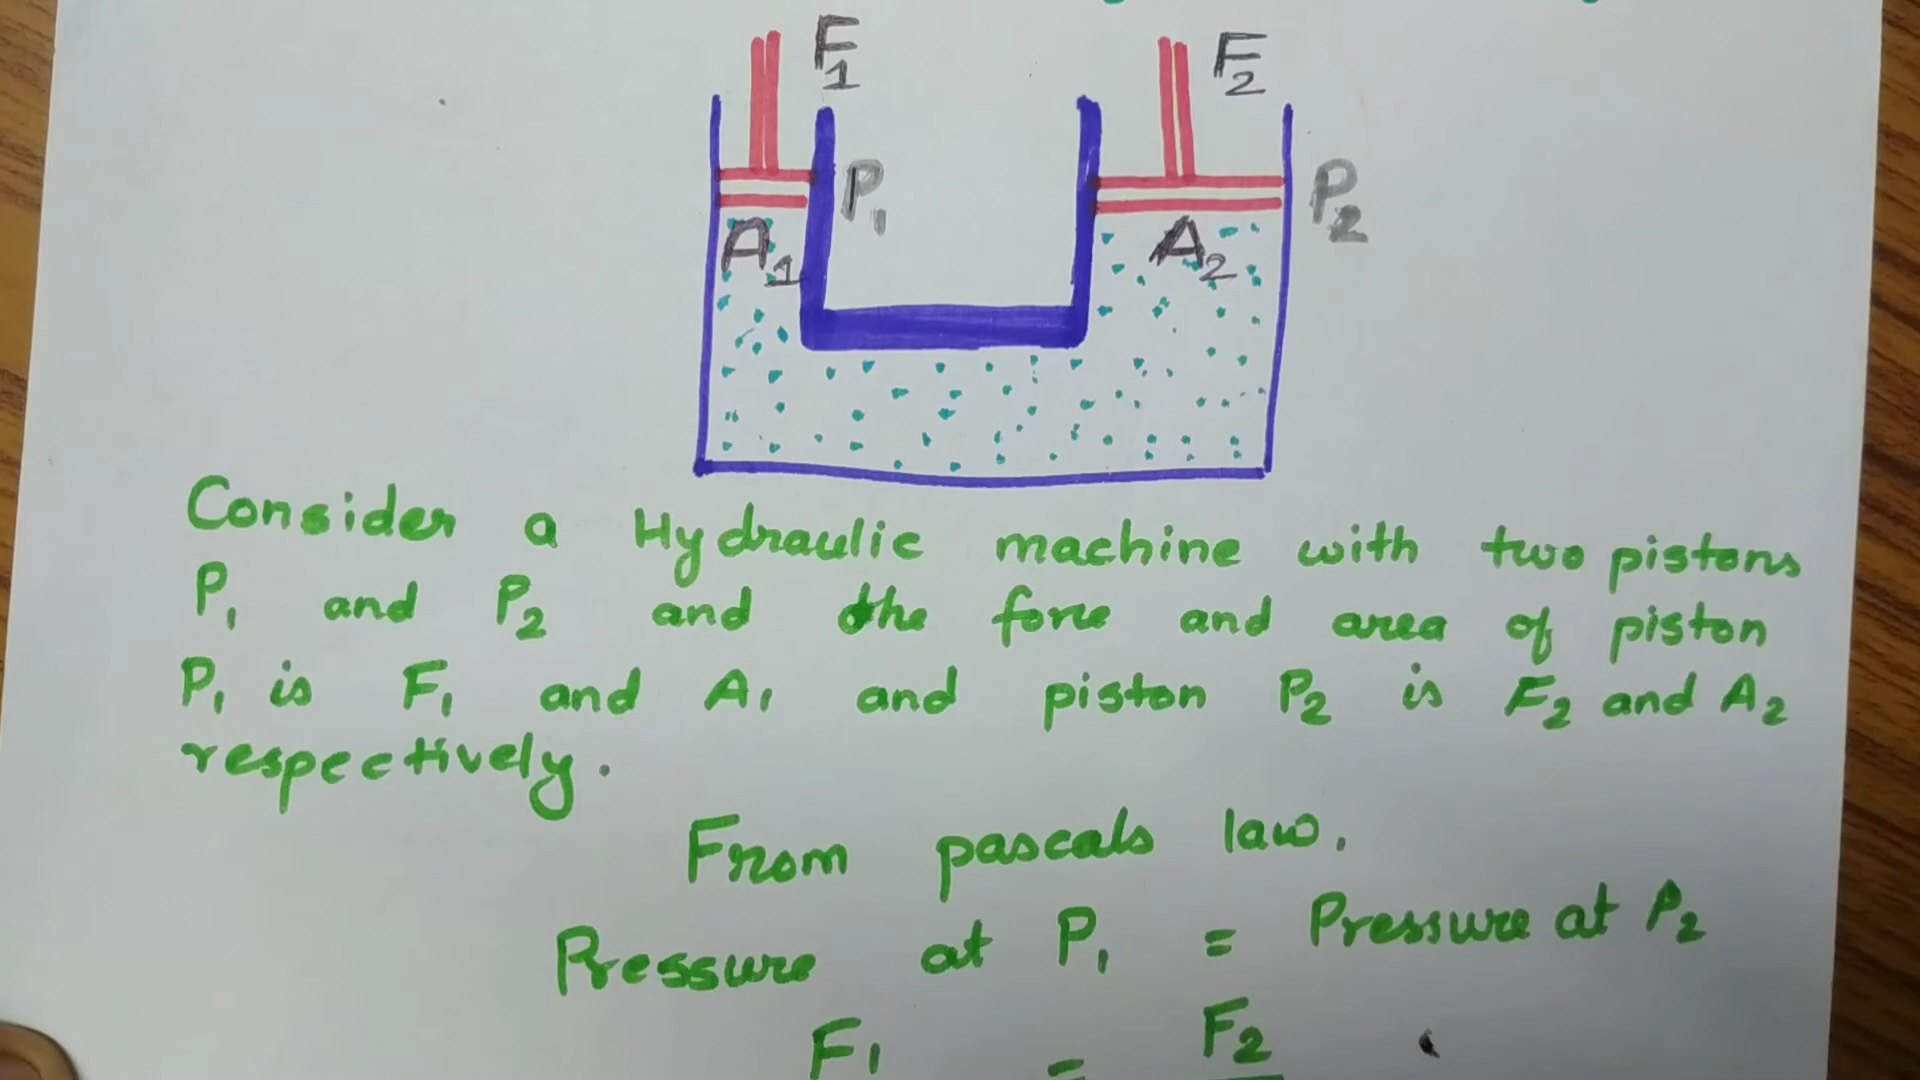 F1
F2
P1
P2
A1
A2
Consider a Hydraulic machine with two pistons
P1 and P2 and the force and area of piston
P1 is F1 and A1 and piston P2 is F2 and A2
respectively.
From pascals law,
Pressure at P1 = Pressure at P2
F1 = F2